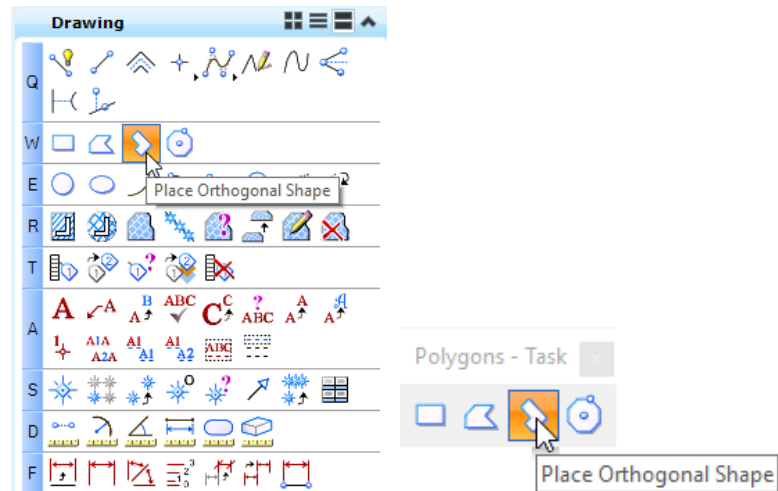 Drawing
Q
W
Place Orthogonal Shape
E
R
T
A
S
D
F
Polygons - Task x
Place Orthogonal Shape